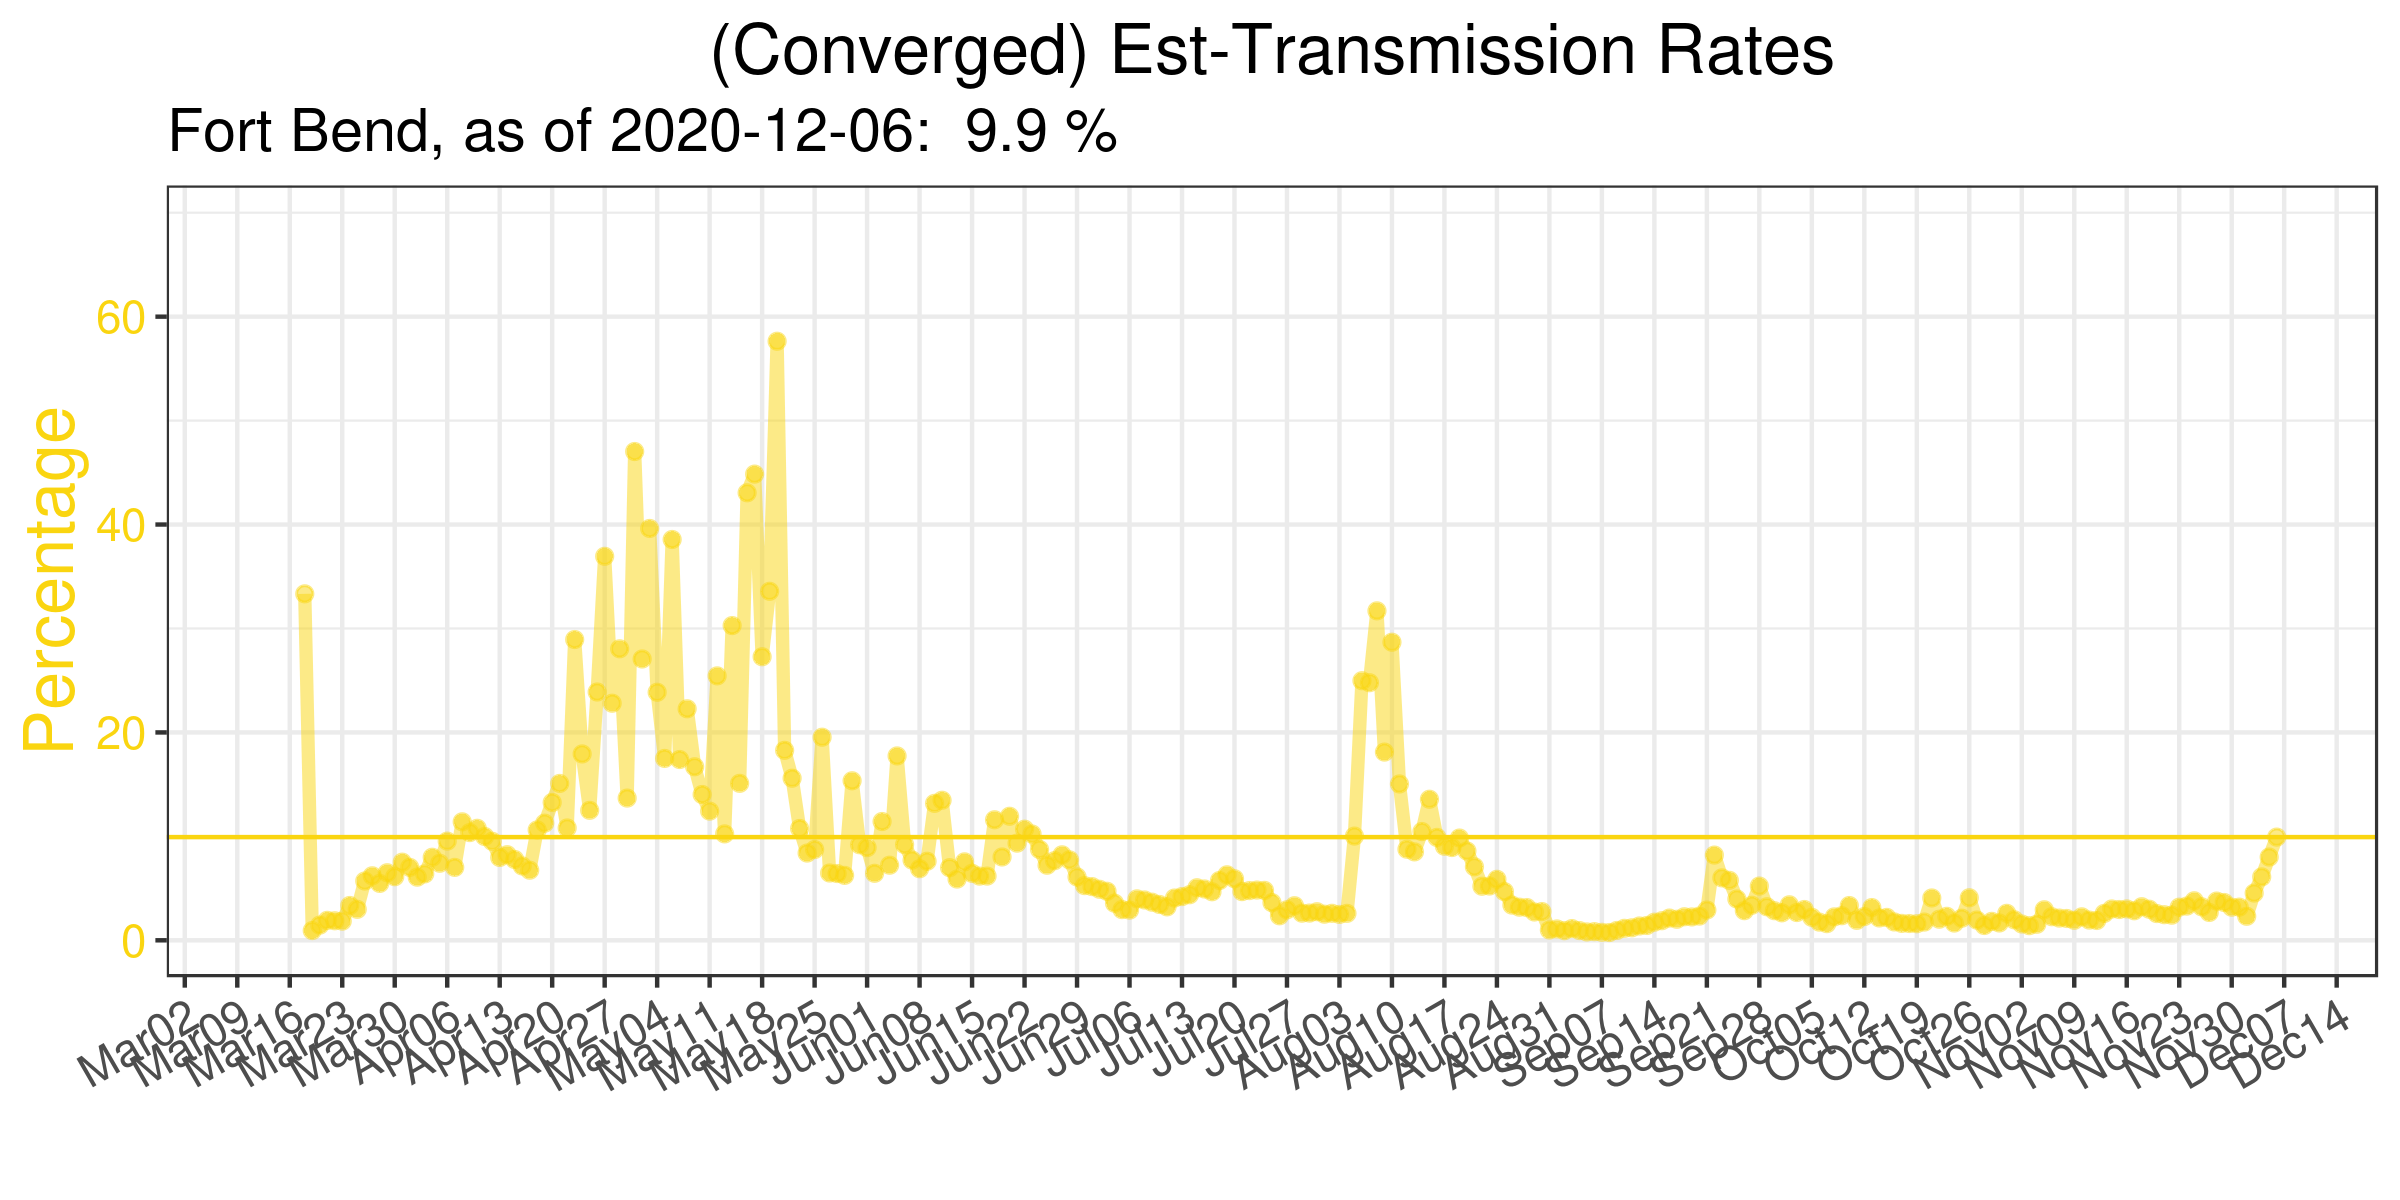 (Converged) Est-Transmission Rates
Fort Bend, as of 2020-12-06:  9.9 %
Percentage
60
40
20
0
Mar02
Mar09
Mar16
Mar23
Mar30
Apr06
Apr13
Apr20
Apr27
May04
May11
May18
May25
Jun01
Jun08
Jun15
Jun22
Jun29
Jul06
Jul13
Jul20
Jul27
Aug03
Aug10
Aug17
Aug24
Aug31
Sep07
Sep14
Sep21
Sep28
Oct05
Oct12
Oct19
Oct26
Nov02
Nov09
Nov16
Nov23
Nov30
Dec07
Dec14